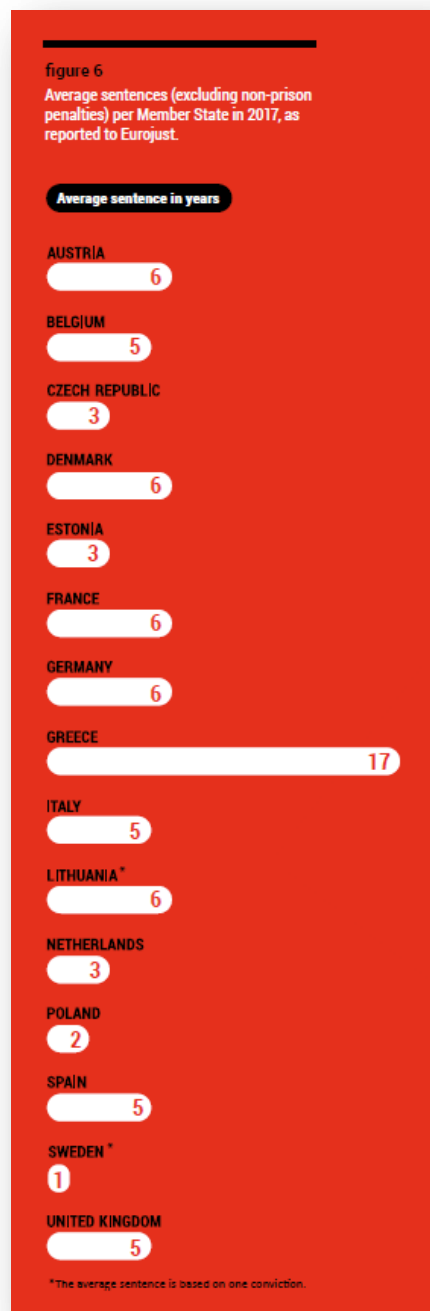 figure 6
Average sentences (excluding non-prison
penalties) per Member State in 2017, as
reported to Eurojust.
Average sentence in years
AUSTRIA
6
BELGIUM
5
CZECH REPUBLIC
3
DENMARK
6
ESTONIA
3
FRANCE
6
GERMANY
6
GREECE
17
ITALY
5
LITHUANIA*
6
NETHERLANDS
3
POLAND
2
SPAIN
5
SWEDEN *
1
UNITED KINGDOM
5
*The average sentence is based on one conviction.